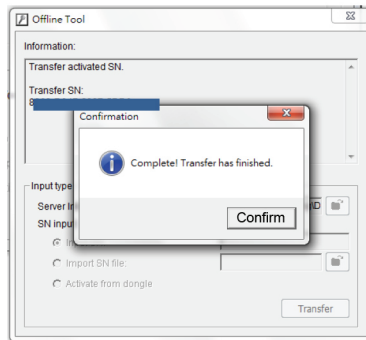 Offline Tool
Information:
Transfer activated SN.
Transfer SN:
Confirmation
Complete! Transfer has finished.
Confirm
Input type
Server
SN input
Import SN file:
Activate from dongle
Transfer